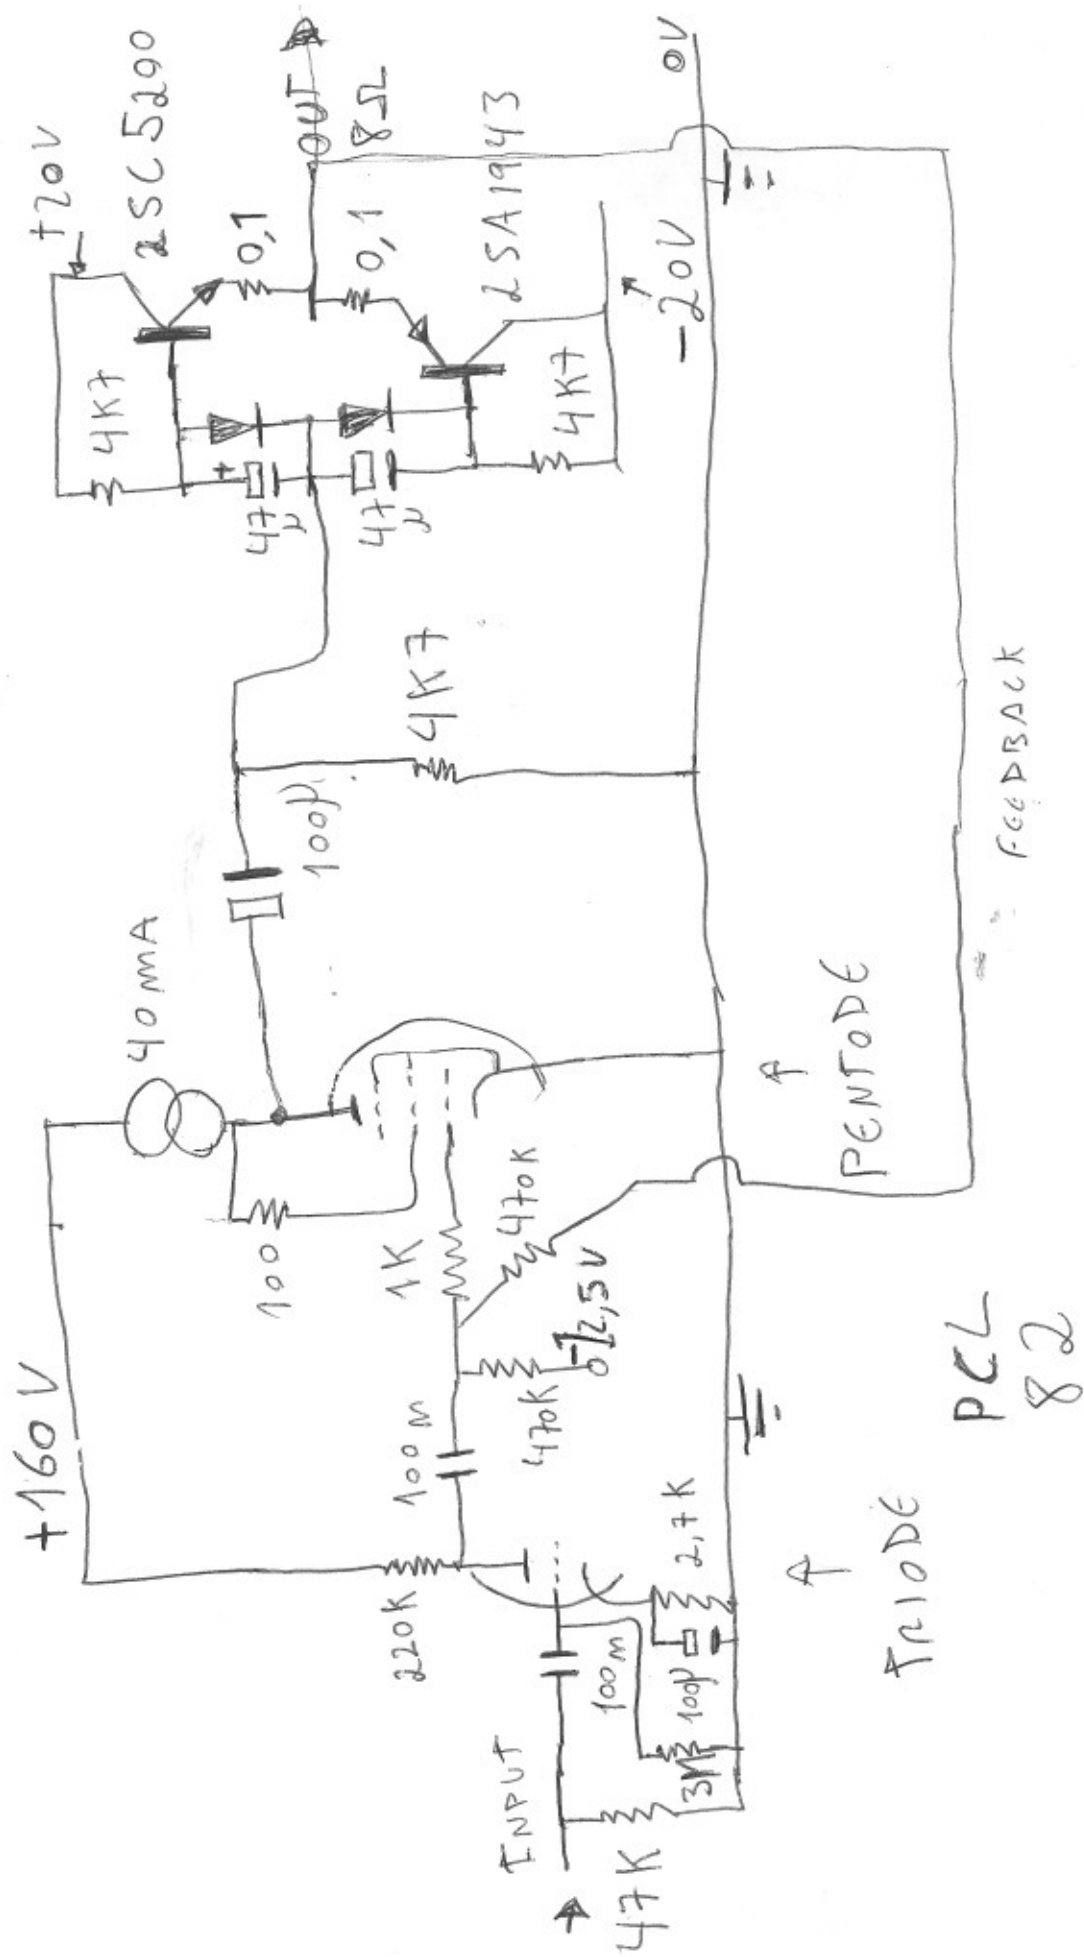 +160V
40mA
+20V
2SC5200
4K7
0,1
OUT
8Ω
0,1
2SA1943
47µ
47µ
4K7
-20V
0V
100
100µ
4K7
1K
470K
100n
470K
-12,5V
220K
INPUT
100n
47K
3M
100µ
2,7K
TRIODE
PENTODE
PCL
82
FEEDBACK